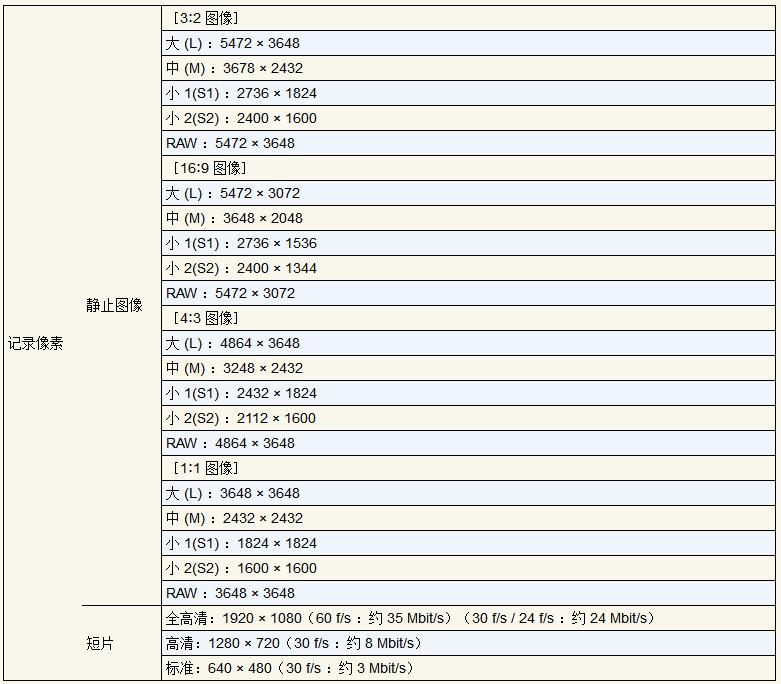 记录像素
静止图像
[3:2 图像]
大 (L) : 5472 × 3648
中 (M) : 3678 × 2432
小 1(S1) : 2736 × 1824
小 2(S2) : 2400 × 1600
RAW : 5472 × 3648
[16:9 图像]
大 (L) : 5472 × 3072
中 (M) : 3648 × 2048
小 1(S1) : 2736 × 1536
小 2(S2) : 2400 × 1344
RAW : 5472 × 3072
[4:3 图像]
大 (L) : 4864 × 3648
中 (M) : 3248 × 2432
小 1(S1) : 2432 × 1824
小 2(S2) : 2112 × 1600
RAW : 4864 × 3648
[1:1 图像]
大 (L) : 3648 × 3648
中 (M) : 2432 × 2432
小 1(S1) : 1824 × 1824
小 2(S2) : 1600 × 1600
RAW : 3648 × 3648
短片
全高清: 1920 × 1080（60 f/s : 约 35 Mbit/s）（30 f/s / 24 f/s : 约 24 Mbit/s）
高清: 1280 × 720（30 f/s : 约 8 Mbit/s）
标准: 640 × 480（30 f/s : 约 3 Mbit/s）